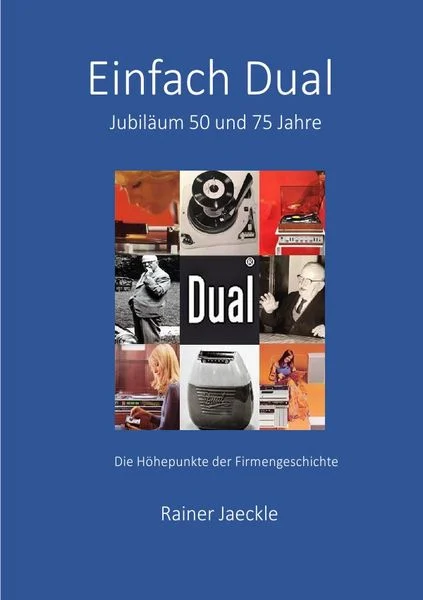 Einfach Dual
Jubiläum 50 und 75 Jahre
Dual®
Die Höhepunkte der Firmengeschichte
Rainer Jaeckle